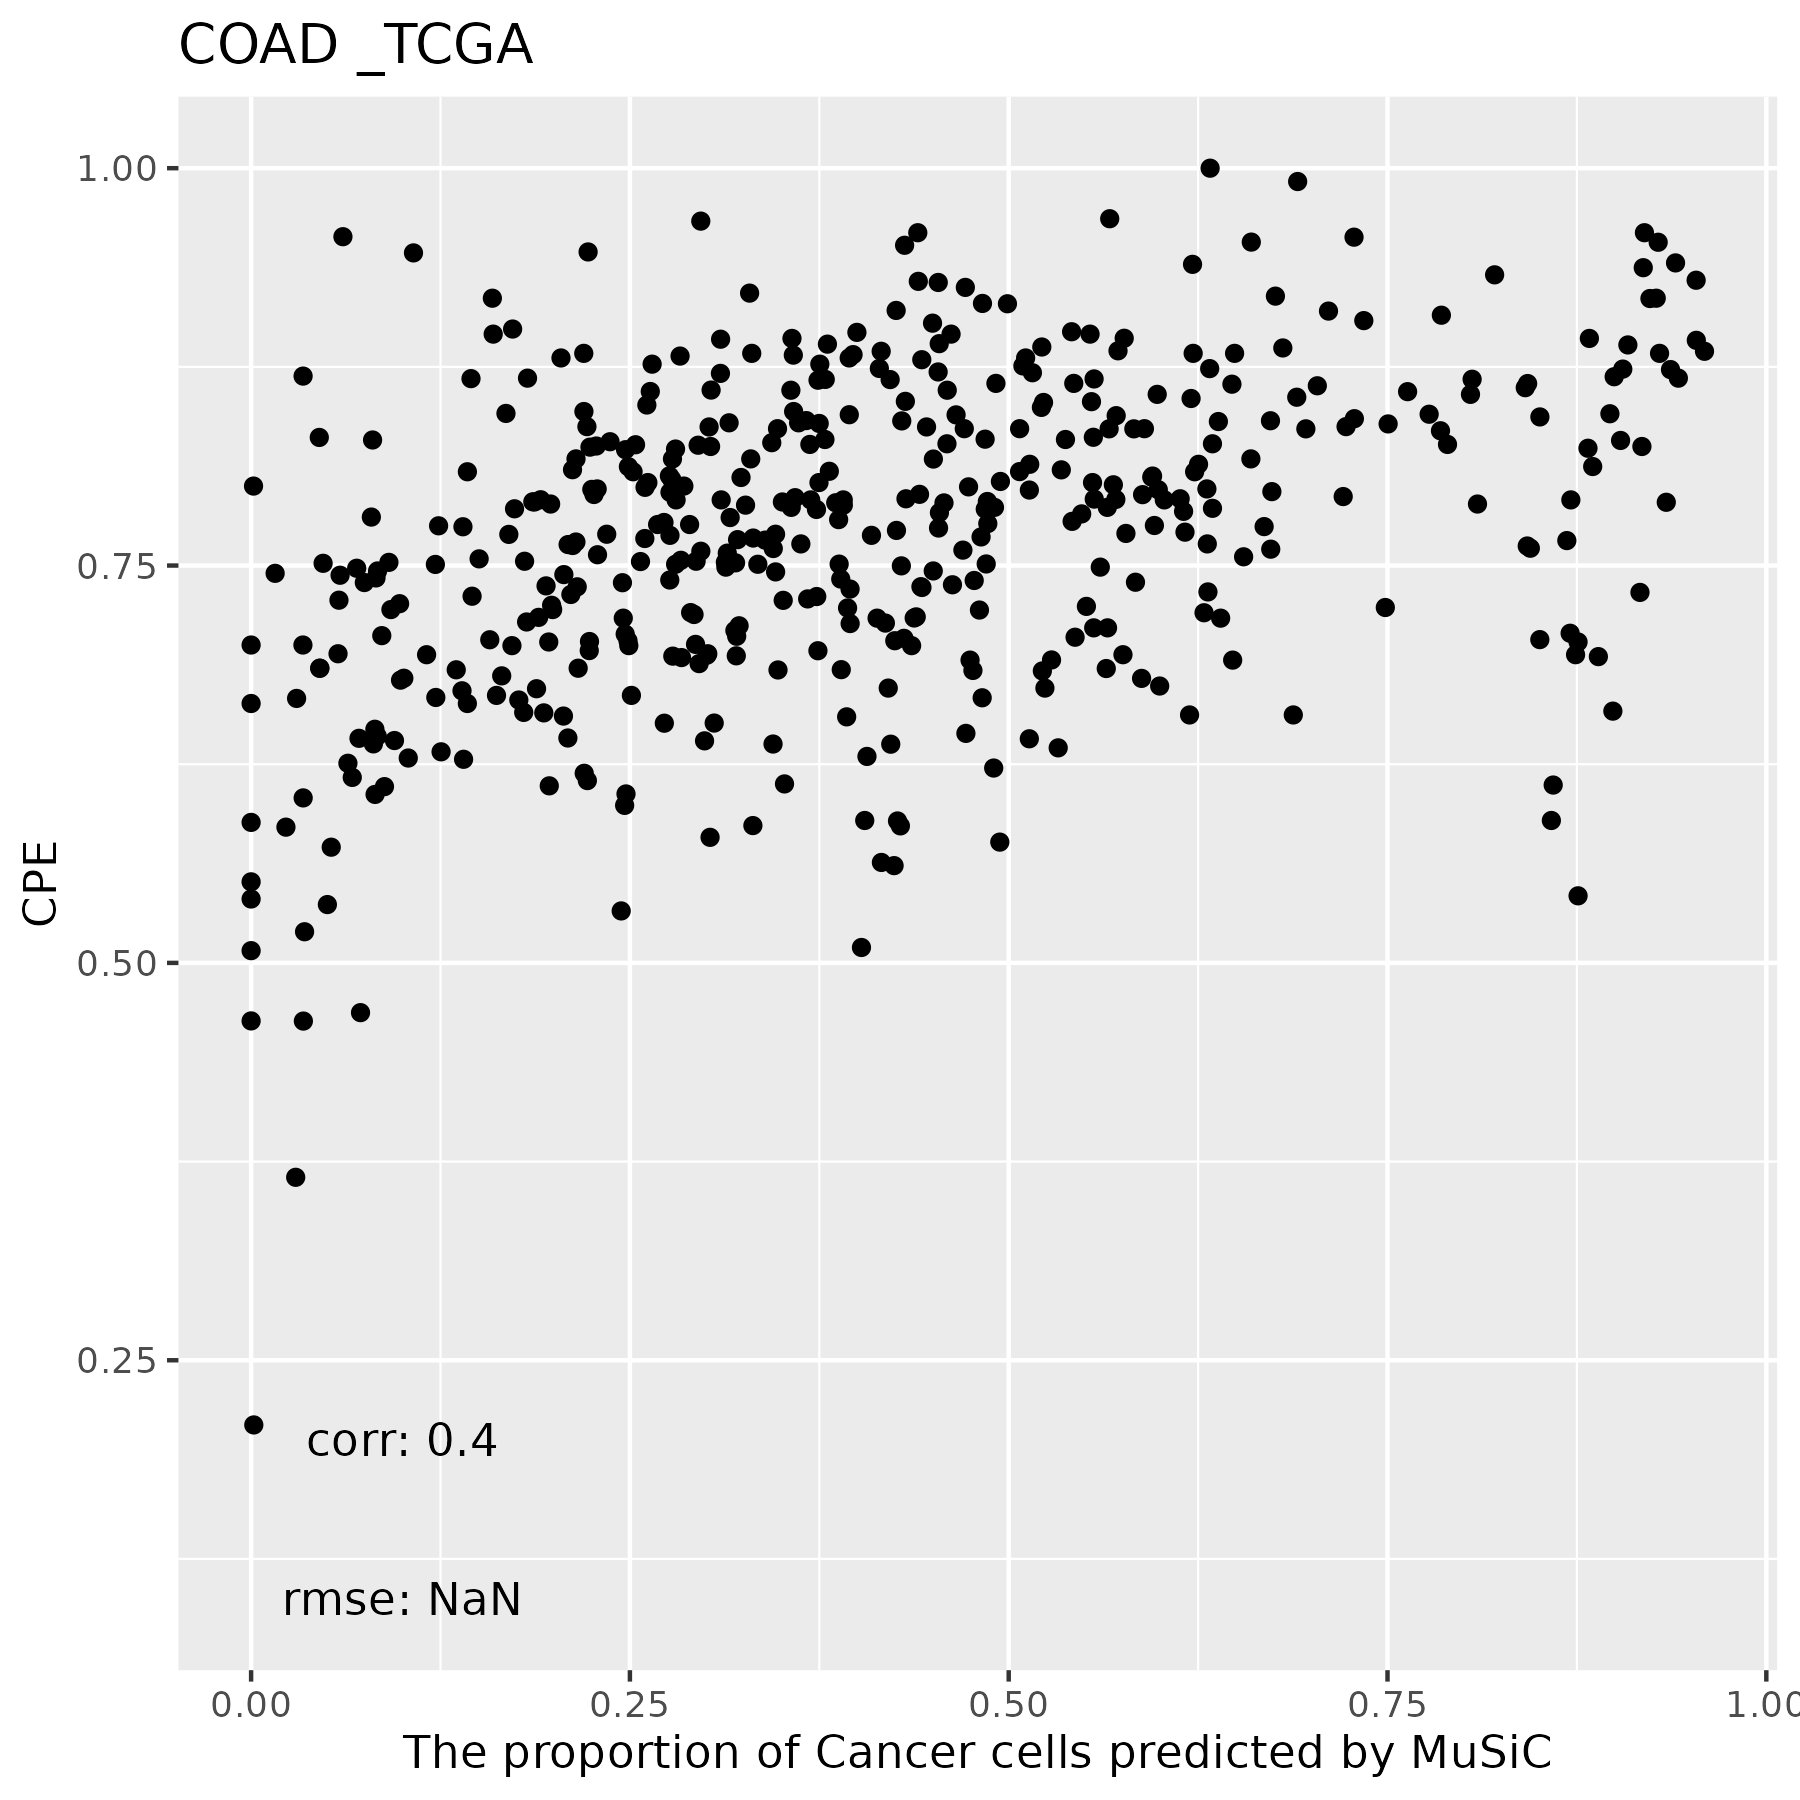 COAD _TCGA
1.00
0.75
0.50
0.25
CPE
corr: 0.4
rmse: NaN
0.00 0.25 0.50 0.75 1.00
The proportion of Cancer cells predicted by MuSiC